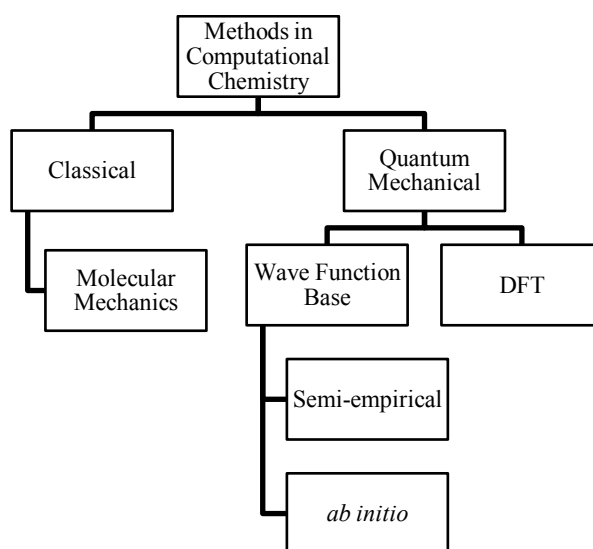 Methods in
Computational
Chemistry
Classical
Quantum
Mechanical
Molecular
Mechanics
Wave Function
Base
DFT
Semi-empirical
ab initio